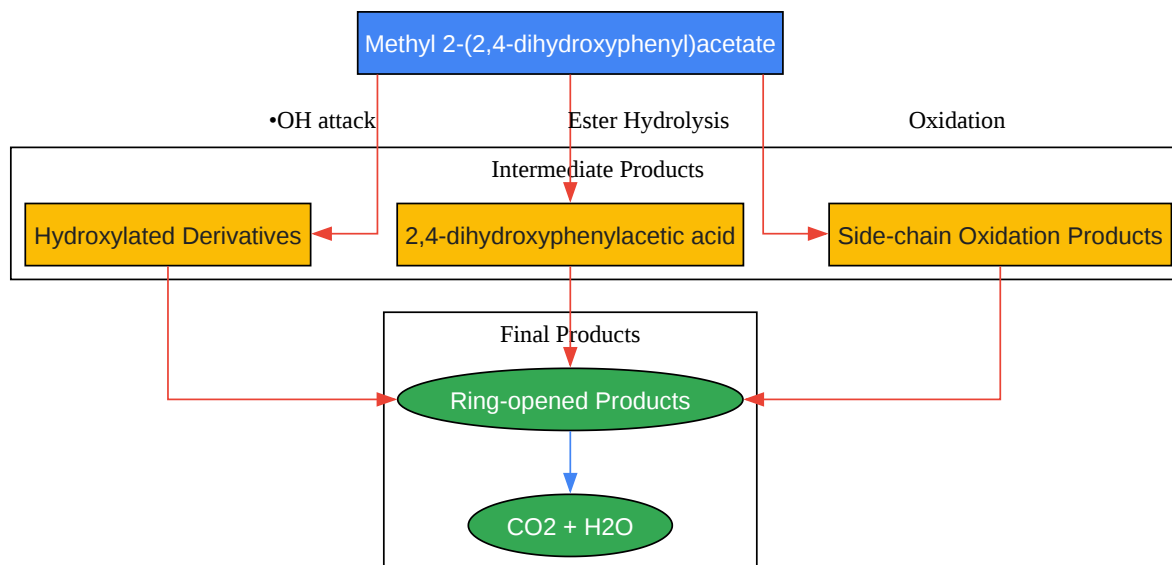 Methyl 2-(2,4-dihydroxyphenyl)acetate
•OH attack
Ester Hydrolysis
Oxidation
Intermediate Products
Hydroxylated Derivatives
2,4-dihydroxyphenylacetic acid
Side-chain Oxidation Products
Final Products
Ring-opened Products
CO2 + H2O